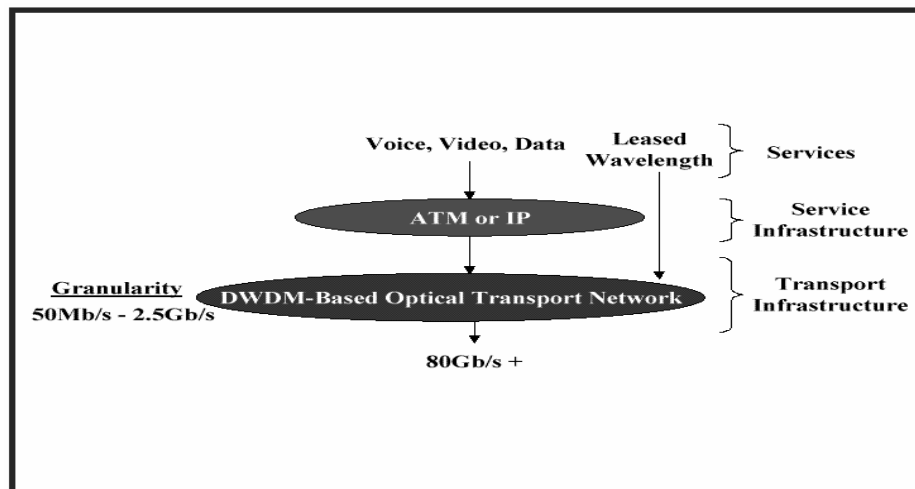 Voice, Video, Data
Leased
Wavelength
Services
ATM or IP
Service
Infrastructure
Granularity
50Mb/s - 2.5Gb/s
DWDM-Based Optical Transport Network
Transport
Infrastructure
80Gb/s +